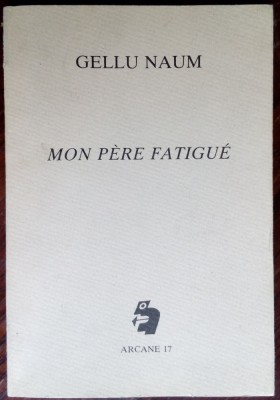 GELLU NAUM
MON PÈRE FATIGUÉ
ARCANE 17